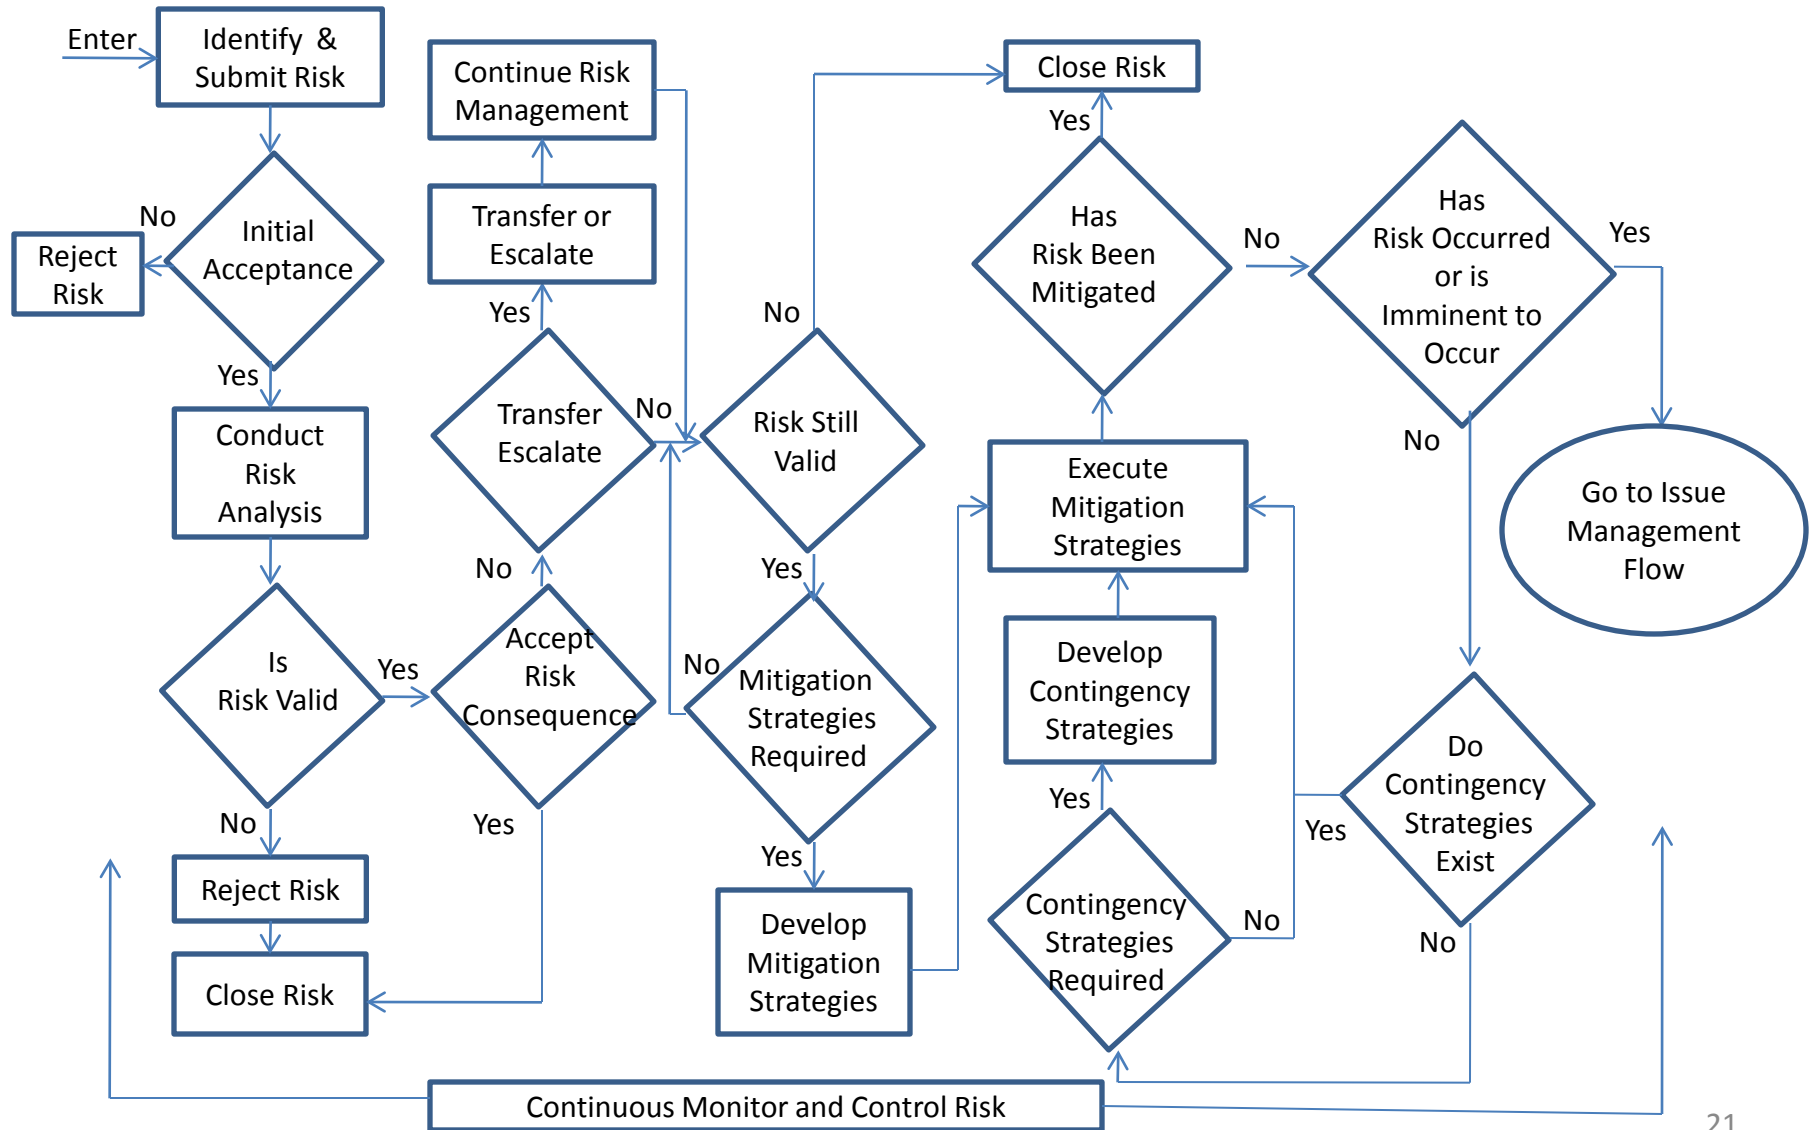 Enter
Identify &
Submit Risk
No
Initial
Acceptance
Reject
Risk
Yes
Conduct
Risk
Analysis
Is
Risk Valid
Yes
No
Reject Risk
Close Risk
Continue Risk
Management
Transfer or
Escalate
Yes
Transfer
Escalate
No
No
Accept
Risk
Consequence
Yes
No
Risk Still
Valid
Yes
No
Mitigation
Strategies
Required
Yes
Develop
Mitigation
Strategies
Close Risk
Yes
Has
Risk Been
Mitigated
No
Execute
Mitigation
Strategies
Develop
Contingency
Strategies
Yes
Contingency
Strategies
Required
No
Has
Risk Occurred
or is
Imminent to
Occur
Yes
No
Go to Issue
Management
Flow
Do
Contingency
Strategies
Exist
Yes
No
Continuous Monitor and Control Risk
21